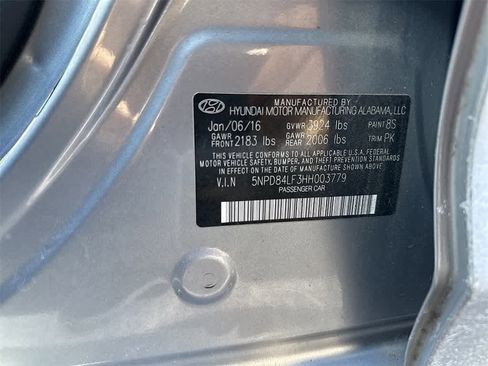 MANUFACTURED BY
HYUNDAI MOTOR MANUFACTURING ALABAMA, LLC
Jan/06/16 GVWR 3924 lbs PAINT 8S
GAWR FRONT 2183 lbs GAWR REAR 2006 lbs TRIM PK
THIS VEHICLE CONFORMS TO ALL APPLICABLE U.S.A. FEDERAL
MOTOR VEHICLE SAFETY, BUMPER, AND THEFT PREVENTION STANDARDS
IN EFFECT ON THE DATE OF MANUFACTURE SHOWN ABOVE.
V.I.N 5NPD84LF3HH003779
PASSENGER CAR